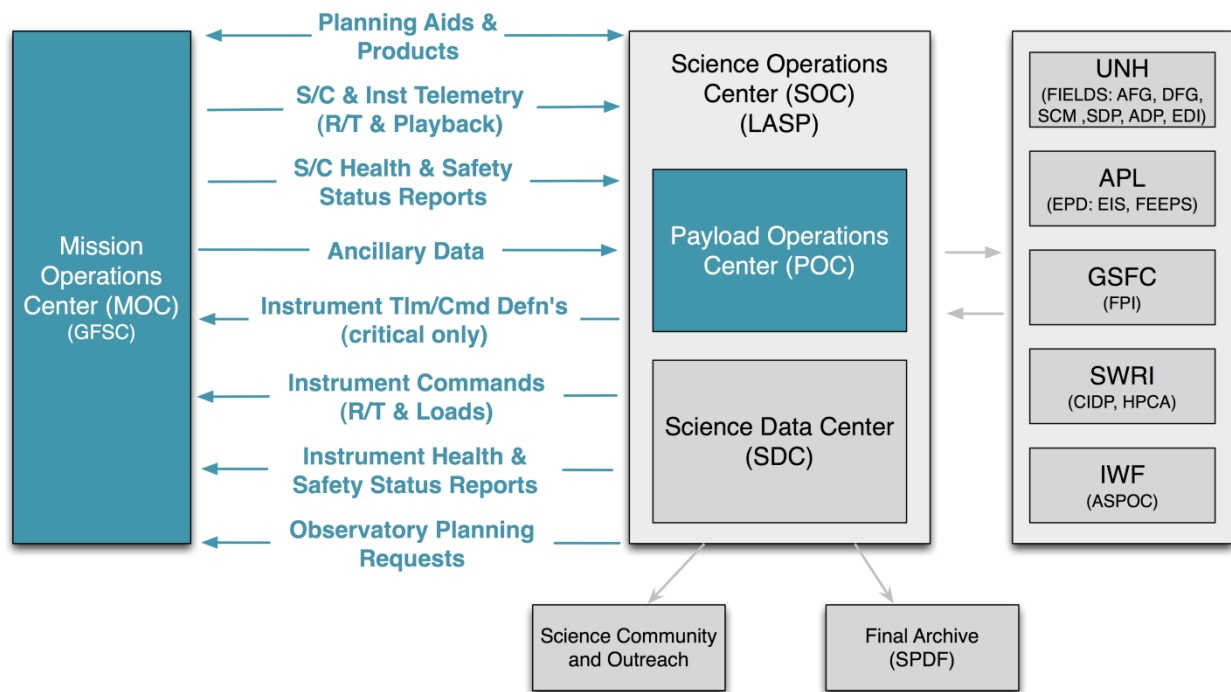 Mission
Operations
Center (MOC)
(GFSC)
Planning Aids &
Products
S/C & Inst Telemetry
(R/T & Playback)
S/C Health & Safety
Status Reports
Ancillary Data
Instrument Tlm/Cmd Defn's
(critical only)
Instrument Commands
(R/T & Loads)
Instrument Health &
Safety Status Reports
Observatory Planning
Requests
Science Operations
Center (SOC)
(LASP)
Payload Operations
Center (POC)
Science Data Center
(SDC)
UNH
(FIELDS: AFG, DFG,
SCM ,SDP, ADP, EDI)
APL
(EPD: EIS, FEEPS)
GSFC
(FPI)
SWRI
(CIDP, HPCA)
IWF
(ASPOC)
Science Community
and Outreach
Final Archive
(SPDF)